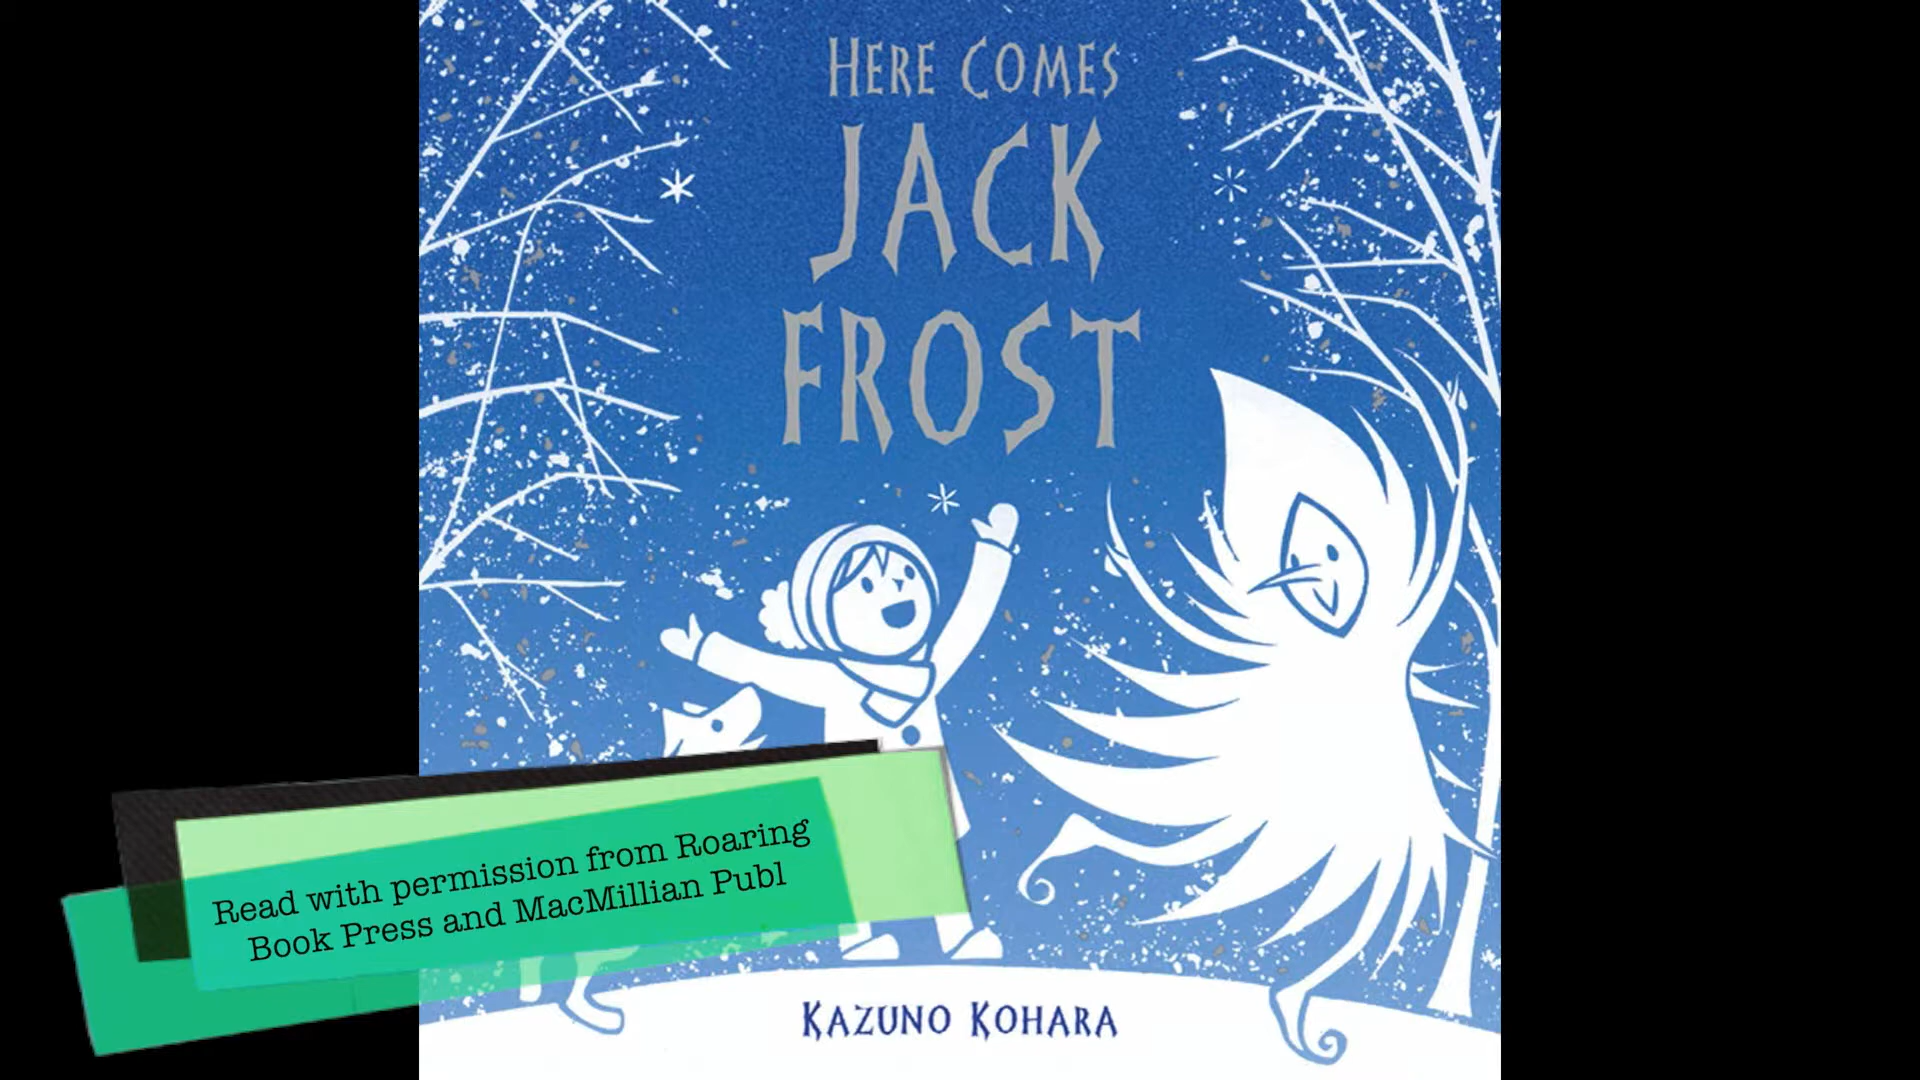 HERE COMES
JACK
FROST
Read with permission from Roaring
Book Press and MacMillian Publ
KAZUNO KOHARA